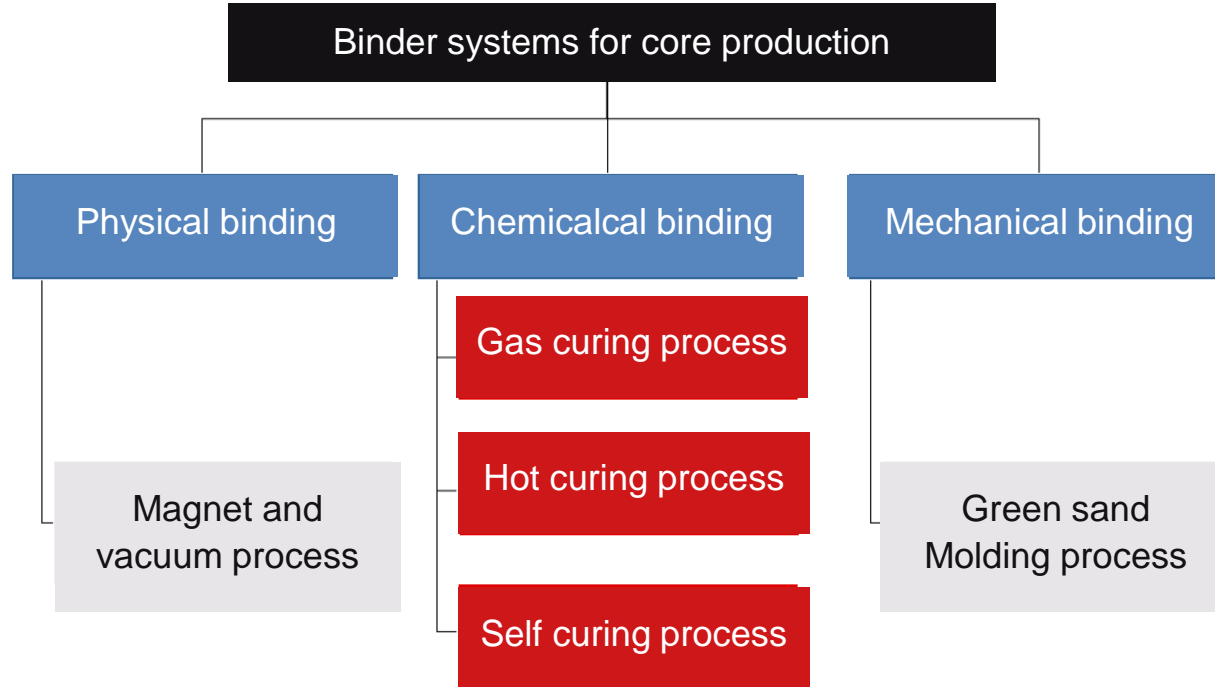 Binder systems for core production
Physical binding
Chemicalcal binding
Mechanical binding
Gas curing process
Hot curing process
Self curing process
Magnet and
vacuum process
Green sand
Molding process